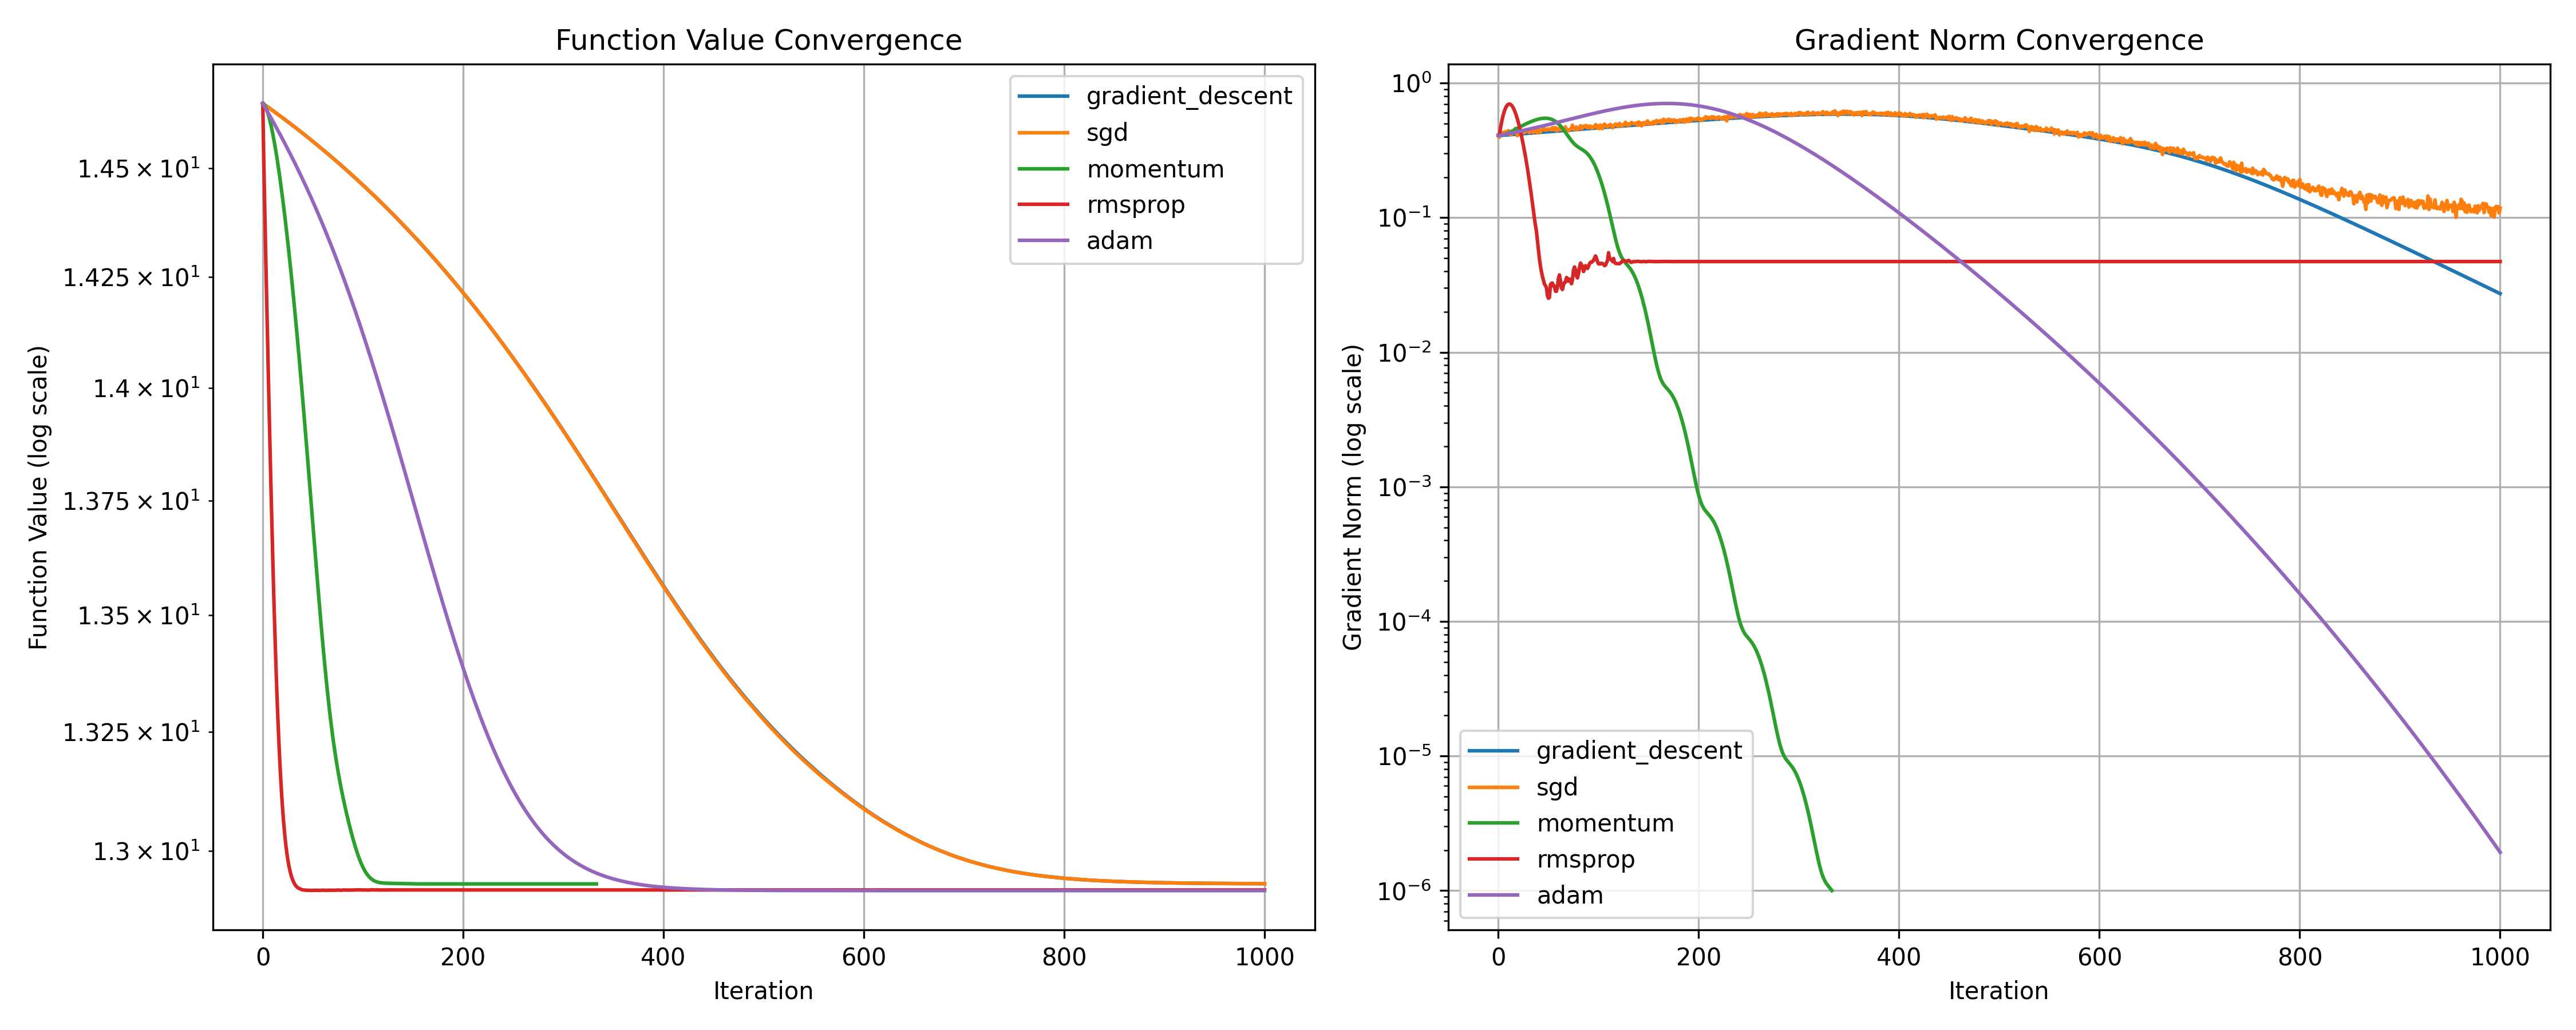 Function Value Convergence
Function Value (log scale)
1.45 × 10¹
1.425 × 10¹
1.4 × 10¹
1.375 × 10¹
1.35 × 10¹
1.325 × 10¹
1.3 × 10¹
gradient_descent
sgd
momentum
rmsprop
adam
0 200 400 600 800 1000
Iteration
Gradient Norm Convergence
Gradient Norm (log scale)
10⁰
10⁻¹
10⁻²
10⁻³
10⁻⁴
10⁻⁵
10⁻⁶
gradient_descent
sgd
momentum
rmsprop
adam
0 200 400 600 800 1000
Iteration